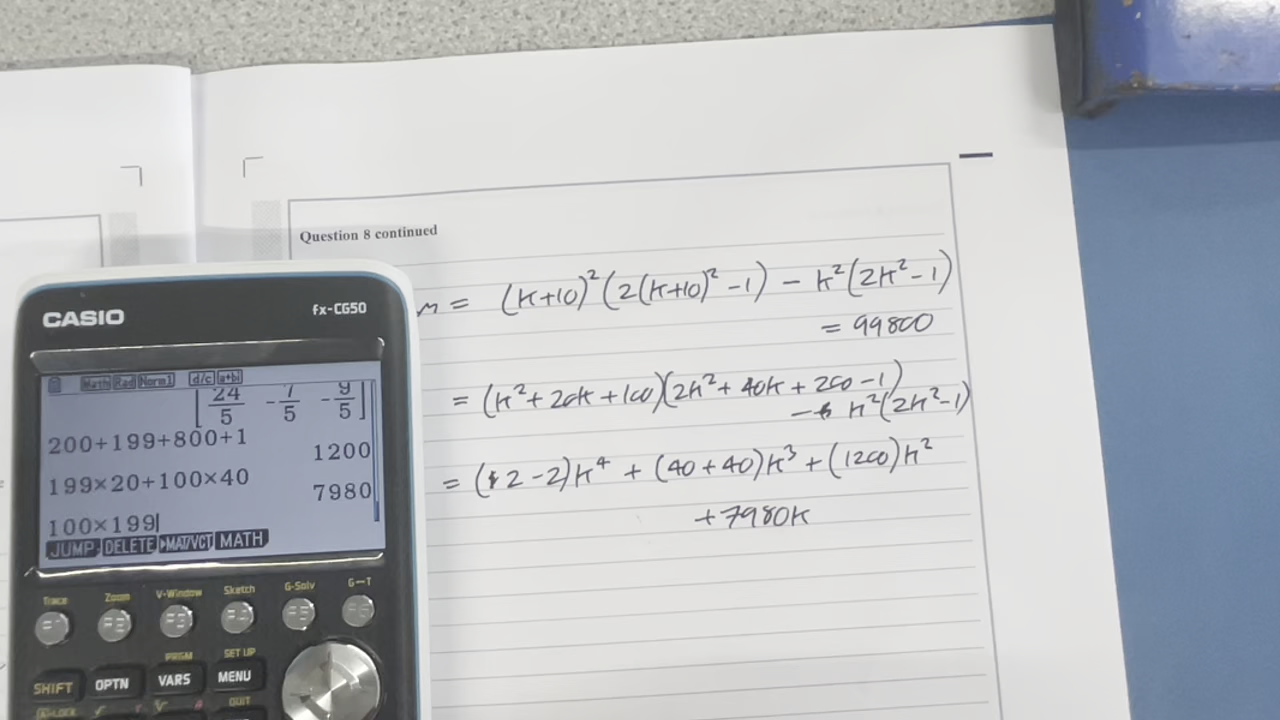 Question 8 continued
m = (k+10)²(2(k+10)²-1) - k²(2k²-1)
= 99800
= (k²+20k+100)(2k²+40k+200-1)
- k²(2k²-1)
= (2-2)k⁴ + (40+40)k³ + (1200)k²
+7980k
CASIO
fx-CG50
Math Rad Norm1 d/c a+bi
24/5 -7/5 -9/5
200+199+800+1
1200
199×20+100×40
7980
100×199
JUMP DELETE ►MAT/VCT MATH
Trace Zoom V-Window Sketch G-Solv G↔T
F1 F2 F3 F4 F5 F6
PRGM SET UP
SHIFT OPTN VARS MENU
A-LOCK QUIT